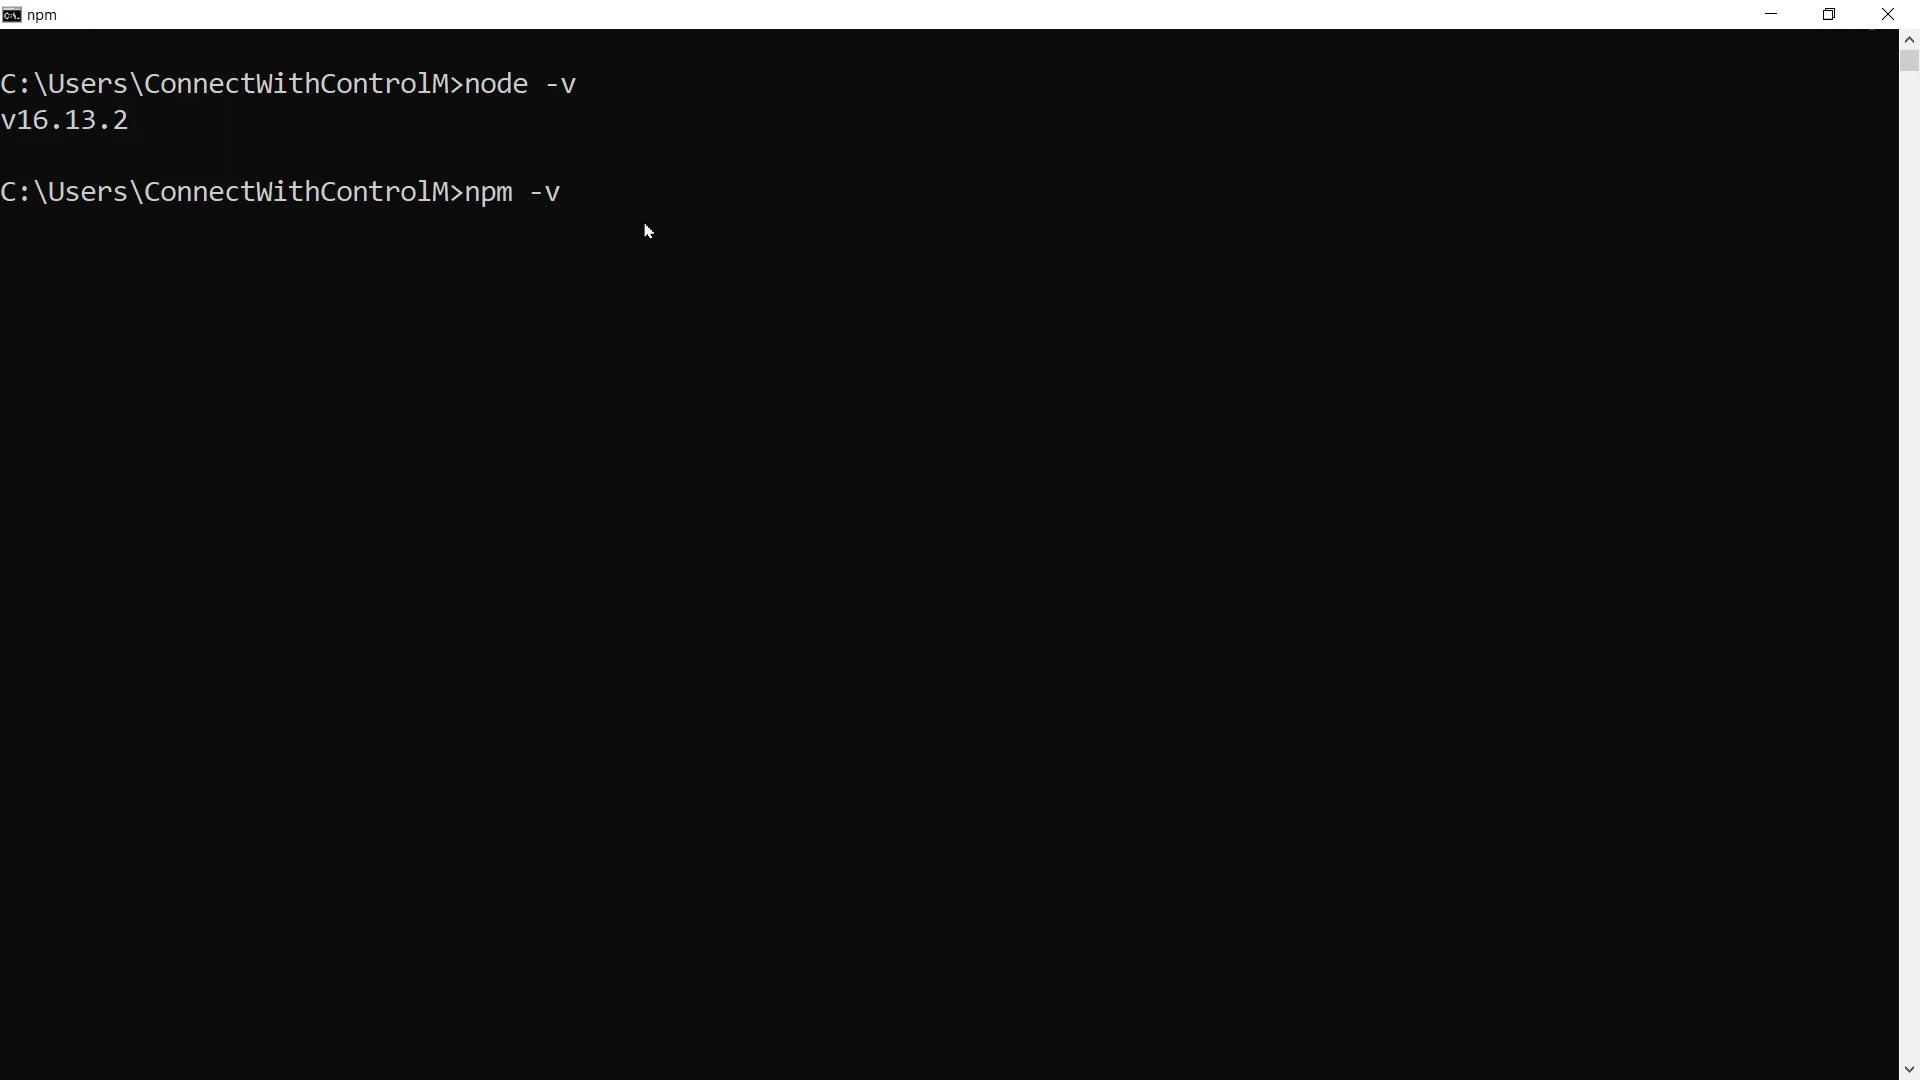 npm
C:\Users\ConnectWithControlM>node -v
v16.13.2
C:\Users\ConnectWithControlM>npm -v